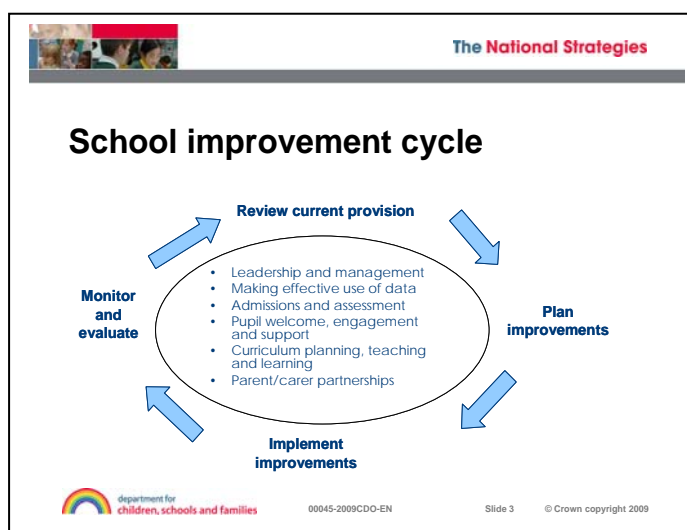 The National Strategies
School improvement cycle
Review current provision
• Leadership and management
• Making effective use of data
• Admissions and assessment
• Pupil welcome, engagement
and support
• Curriculum planning, teaching
and learning
• Parent/carer partnerships
Monitor
and
evaluate
Plan
improvements
Implement
improvements
department for
children, schools and families
00045-2009CDO-EN
Slide 3
© Crown copyright 2009